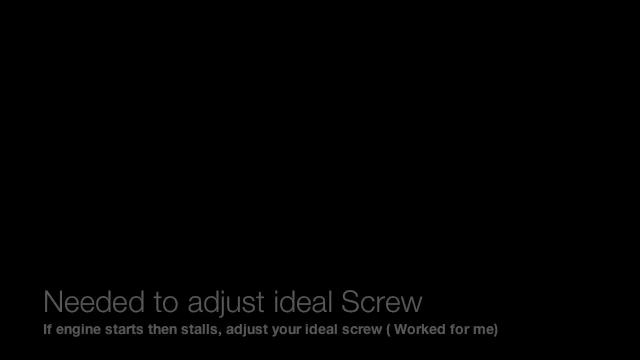 Needed to adjust ideal Screw
If engine starts then stalls, adjust your ideal screw ( Worked for me)